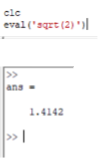 clc
eval('sqrt(2)')
>>
ans =
1.4142
>>